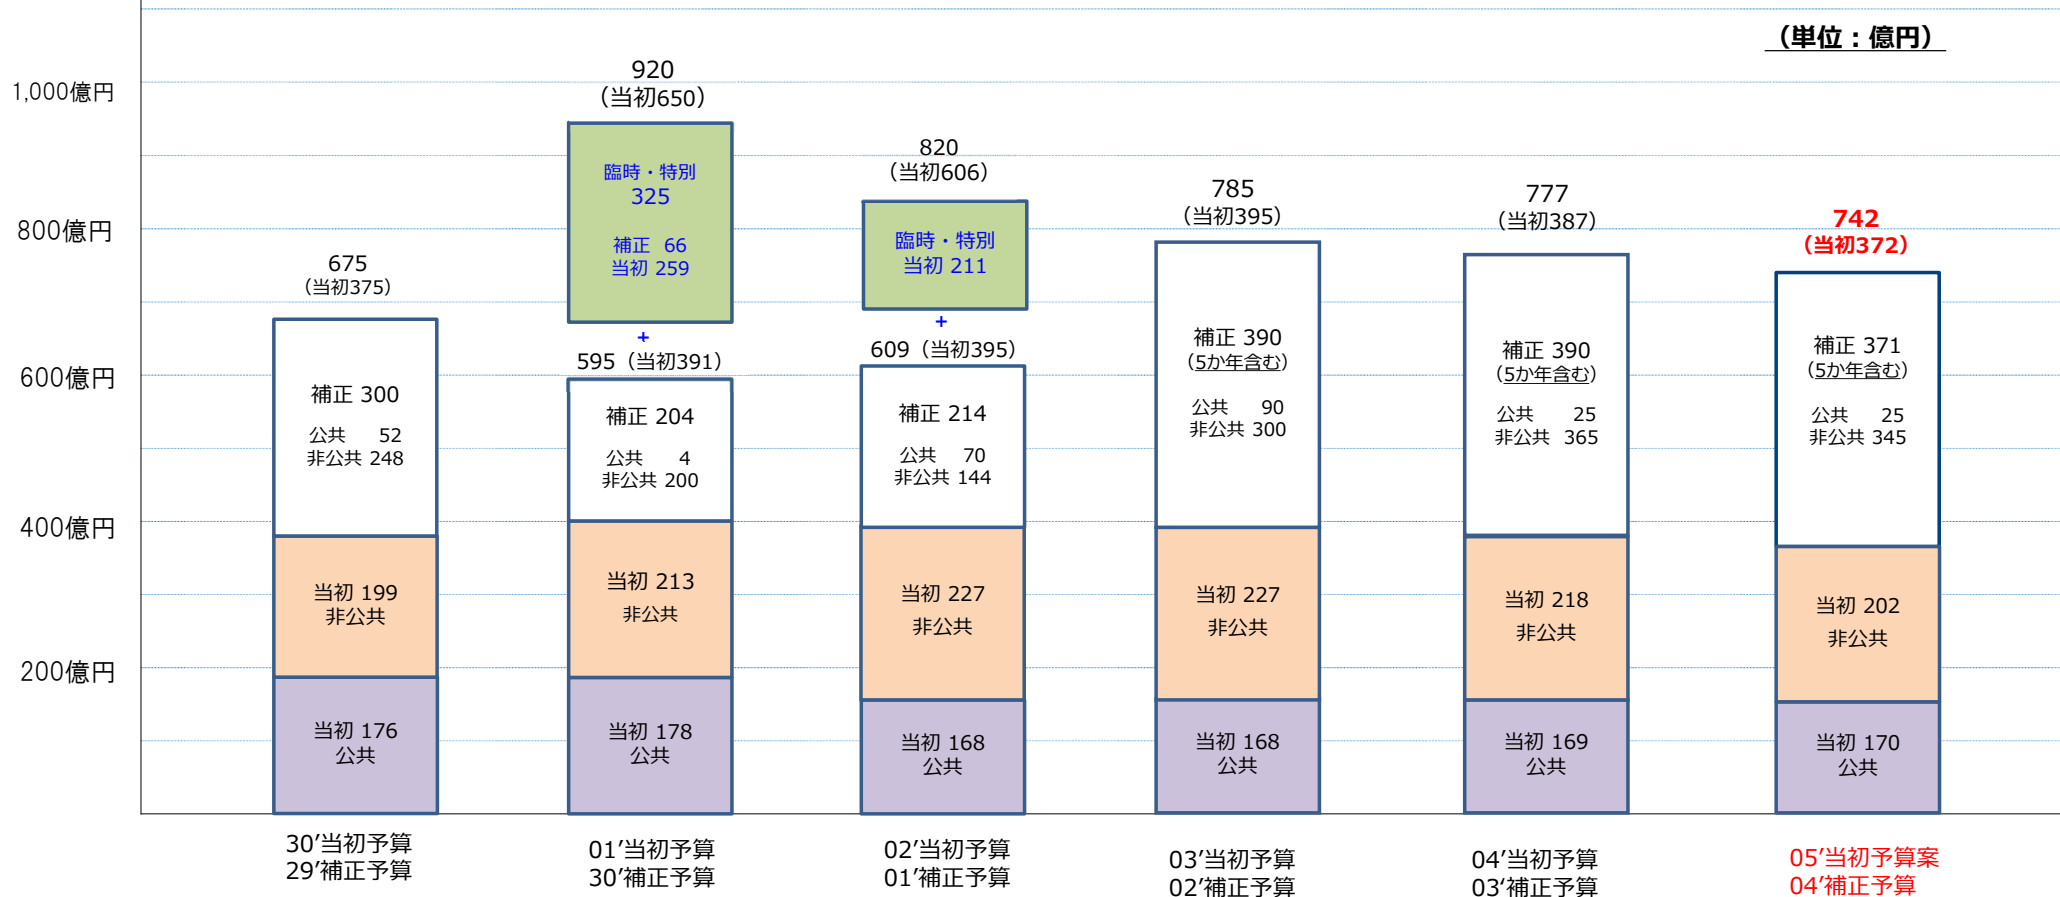 （単位：億円）
1,000億円
800億円
600億円
400億円
200億円
675
（当初375）
補正 300
公共 52
非公共 248
当初 199
非公共
当初 176
公共
30’当初予算
29’補正予算
920
（当初650）
臨時・特別
325
補正 66
当初 259
+
595（当初391）
補正 204
公共 4
非公共 200
当初 213
非公共
当初 178
公共
01’当初予算
30’補正予算
820
（当初606）
臨時・特別
当初 211
+
609（当初395）
補正 214
公共 70
非公共 144
当初 227
非公共
当初 168
公共
02’当初予算
01’補正予算
785
（当初395）
補正 390
（5か年含む）
公共 90
非公共 300
当初 227
非公共
当初 168
公共
03’当初予算
02’補正予算
777
（当初387）
補正 390
（5か年含む）
公共 25
非公共 365
当初 218
非公共
当初 169
公共
04’当初予算
03‘補正予算
742
（当初372）
補正 371
（5か年含む）
公共 25
非公共 345
当初 202
非公共
当初 170
公共
05’当初予算案
04’補正予算